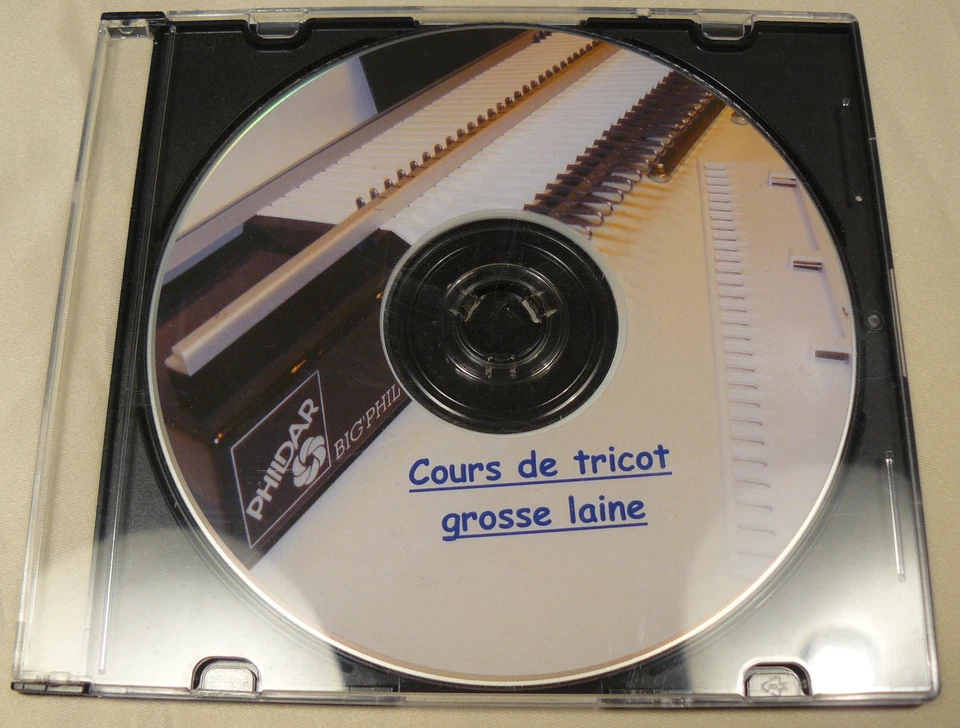 PHILDAR
BIG'PHIL
Cours de tricot
grosse laine